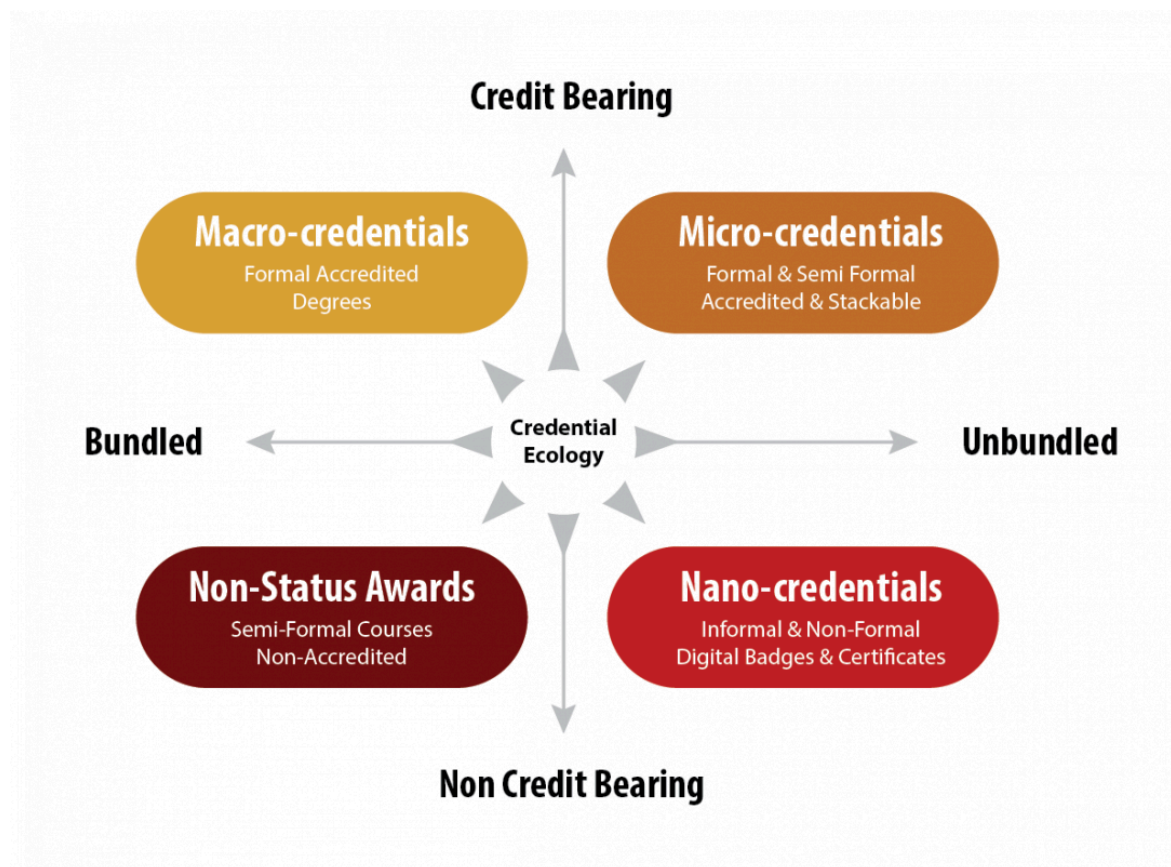 Credit Bearing
Macro-credentials
Formal Accredited
Degrees
Micro-credentials
Formal & Semi Formal
Accredited & Stackable
Bundled
Credential
Ecology
Unbundled
Non-Status Awards
Semi-Formal Courses
Non-Accredited
Nano-credentials
Informal & Non-Formal
Digital Badges & Certificates
Non Credit Bearing